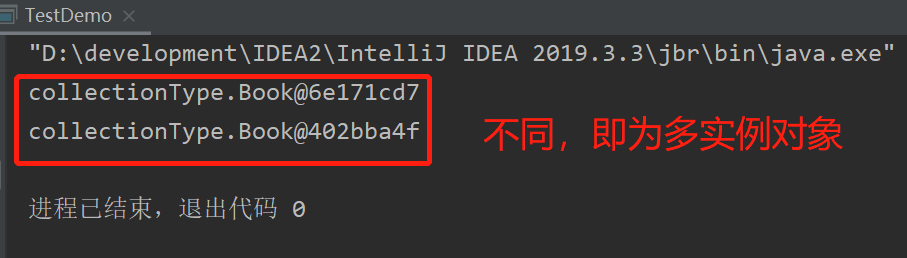 TestDemo ×
"D:\development\IDEA2\IntelliJ IDEA 2019.3.3\jbr\bin\java.exe"
collectionType.Book@6e171cd7
collectionType.Book@402bba4f
不同，即为多实例对象
进程已结束，退出代码 0